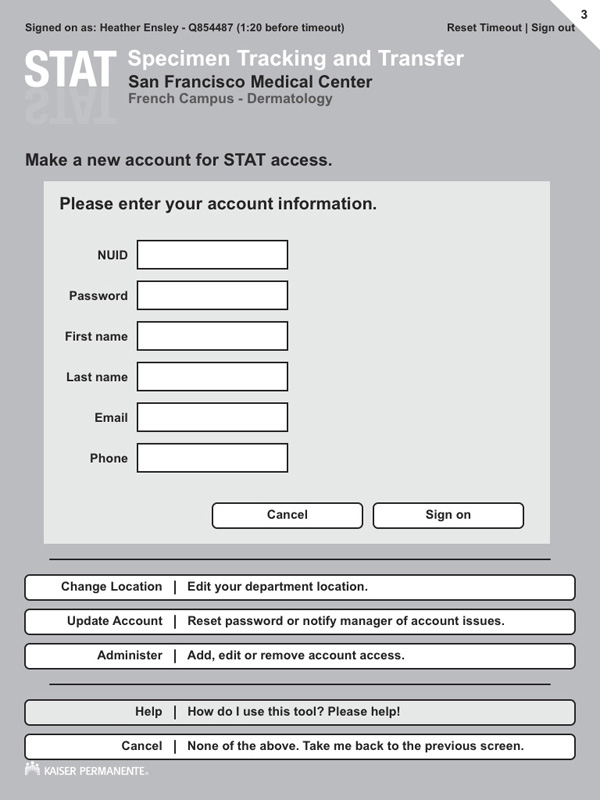 3
Signed on as: Heather Ensley - Q854487 (1:20 before timeout)
Reset Timeout | Sign out
STAT
Specimen Tracking and Transfer
San Francisco Medical Center
French Campus - Dermatology
Make a new account for STAT access.
Please enter your account information.
NUID
Password
First name
Last name
Email
Phone
Cancel
Sign on
Change Location | Edit your department location.
Update Account | Reset password or notify manager of account issues.
Administer | Add, edit or remove account access.
Help | How do I use this tool? Please help!
Cancel | None of the above. Take me back to the previous screen.
KAISER PERMANENTE®